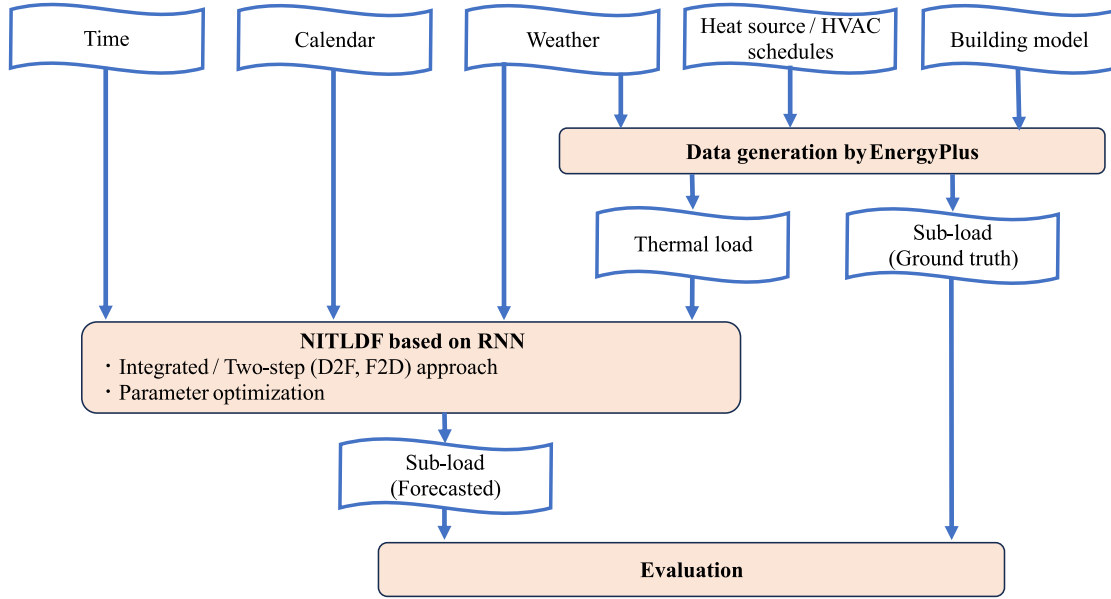 Time
Calendar
Weather
Heat source / HVAC
schedules
Building model
Data generation by EnergyPlus
Thermal load
Sub-load
(Ground truth)
NITLDF based on RNN
・Integrated / Two-step (D2F, F2D) approach
・Parameter optimization
Sub-load
(Forecasted)
Evaluation